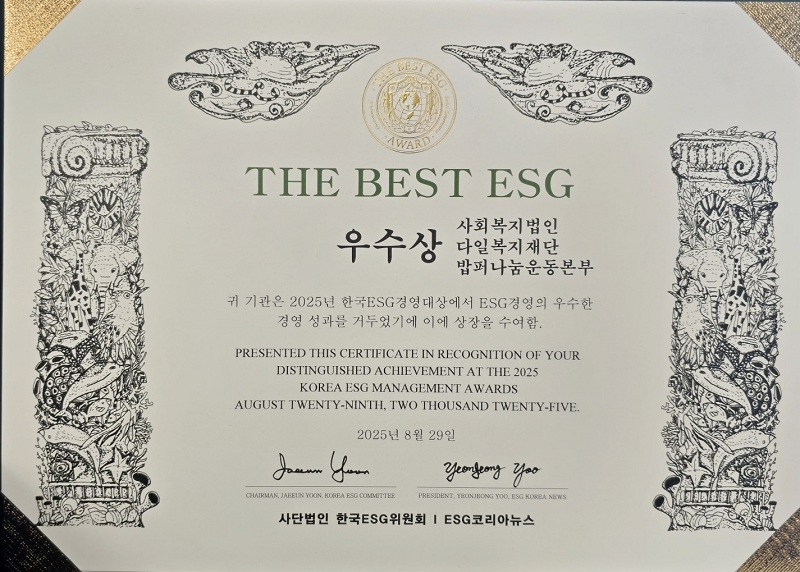 THE BEST ESG
AWARD
THE BEST ESG
우수상
사회복지법인
다일복지재단
밥퍼나눔운동본부
귀 기관은 2025년 한국ESG경영대상에서 ESG경영의 우수한
경영 성과를 거두었기에 이에 상장을 수여함.
PRESENTED THIS CERTIFICATE IN RECOGNITION OF YOUR
DISTINGUISHED ACHIEVEMENT AT THE 2025
KOREA ESG MANAGEMENT AWARDS
AUGUST TWENTY-NINTH, TWO THOUSAND TWENTY-FIVE.
2025년 8월 29일
Jaeeun Yoon
Yeonjeong Yoo
CHAIRMAN, JAEEUN YOON, KOREA ESG COMMITTEE
PRESIDENT, YEONJEONG YOO, ESG KOREA NEWS
사단법인 한국ESG위원회 I ESG코리아뉴스